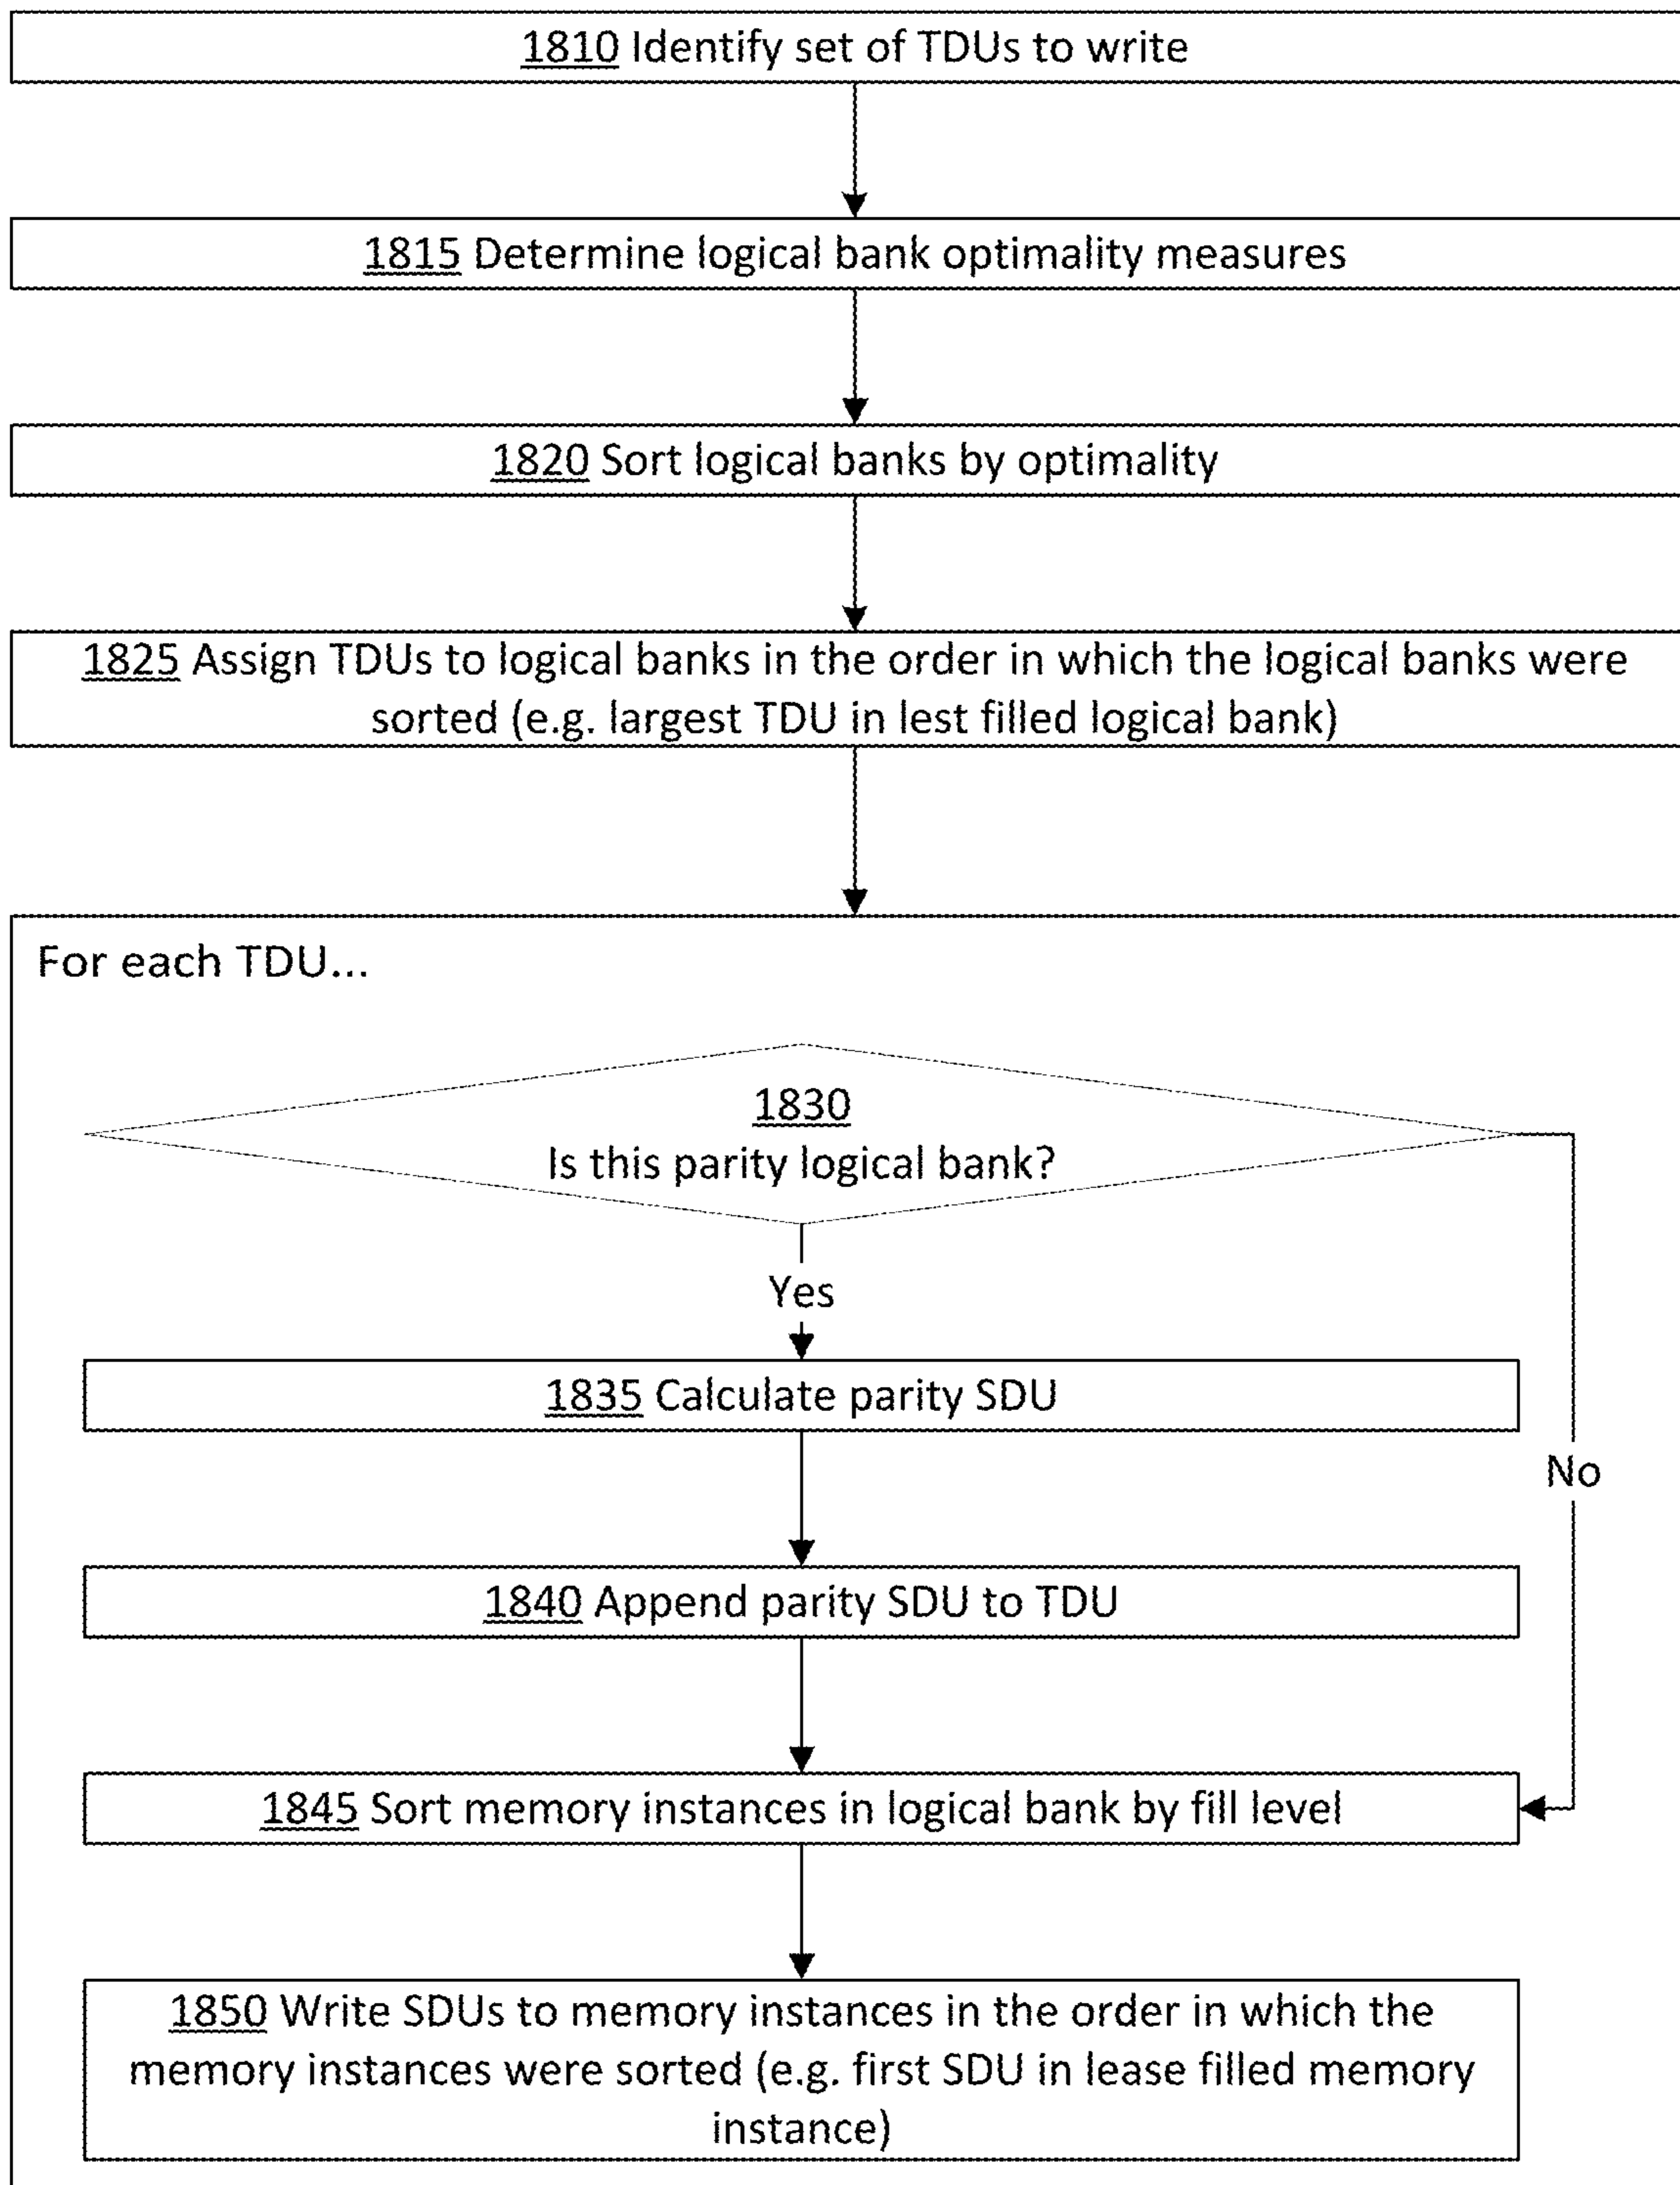 1810 Identify set of TDUs to write
1815 Determine logical bank optimality measures
1820 Sort logical banks by optimality
1825 Assign TDUs to logical banks in the order in which the logical banks were
sorted (e.g. largest TDU in lest filled logical bank)
For each TDU...
1830
Is this parity logical bank?
Yes
1835 Calculate parity SDU
No
1840 Append parity SDU to TDU
1845 Sort memory instances in logical bank by fill level
1850 Write SDUs to memory instances in the order in which the
memory instances were sorted (e.g. first SDU in lease filled memory
instance)